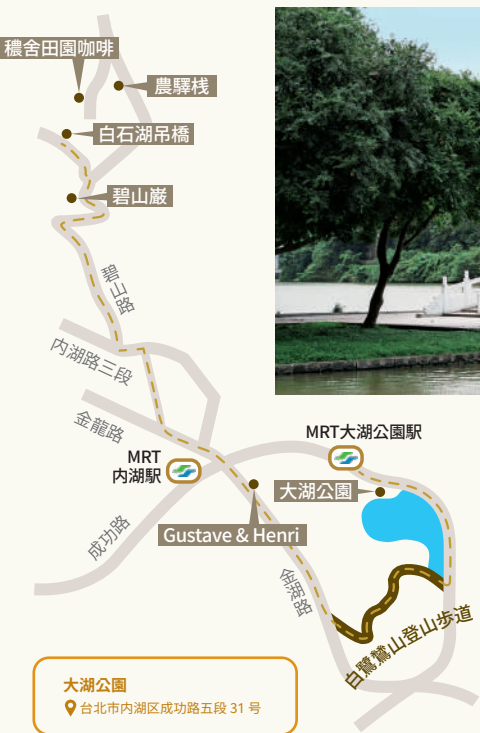 穠舍田園咖啡
農驛栈
白石湖吊橋
碧山巌
碧山路
内湖路三段
金龍路
MRT大湖公園駅
MRT
内湖駅
大湖公園
Gustave & Henri
成功路
金湖路
白鷺鷥山登山歩道
大湖公園
台北市内湖区成功路五段 31 号